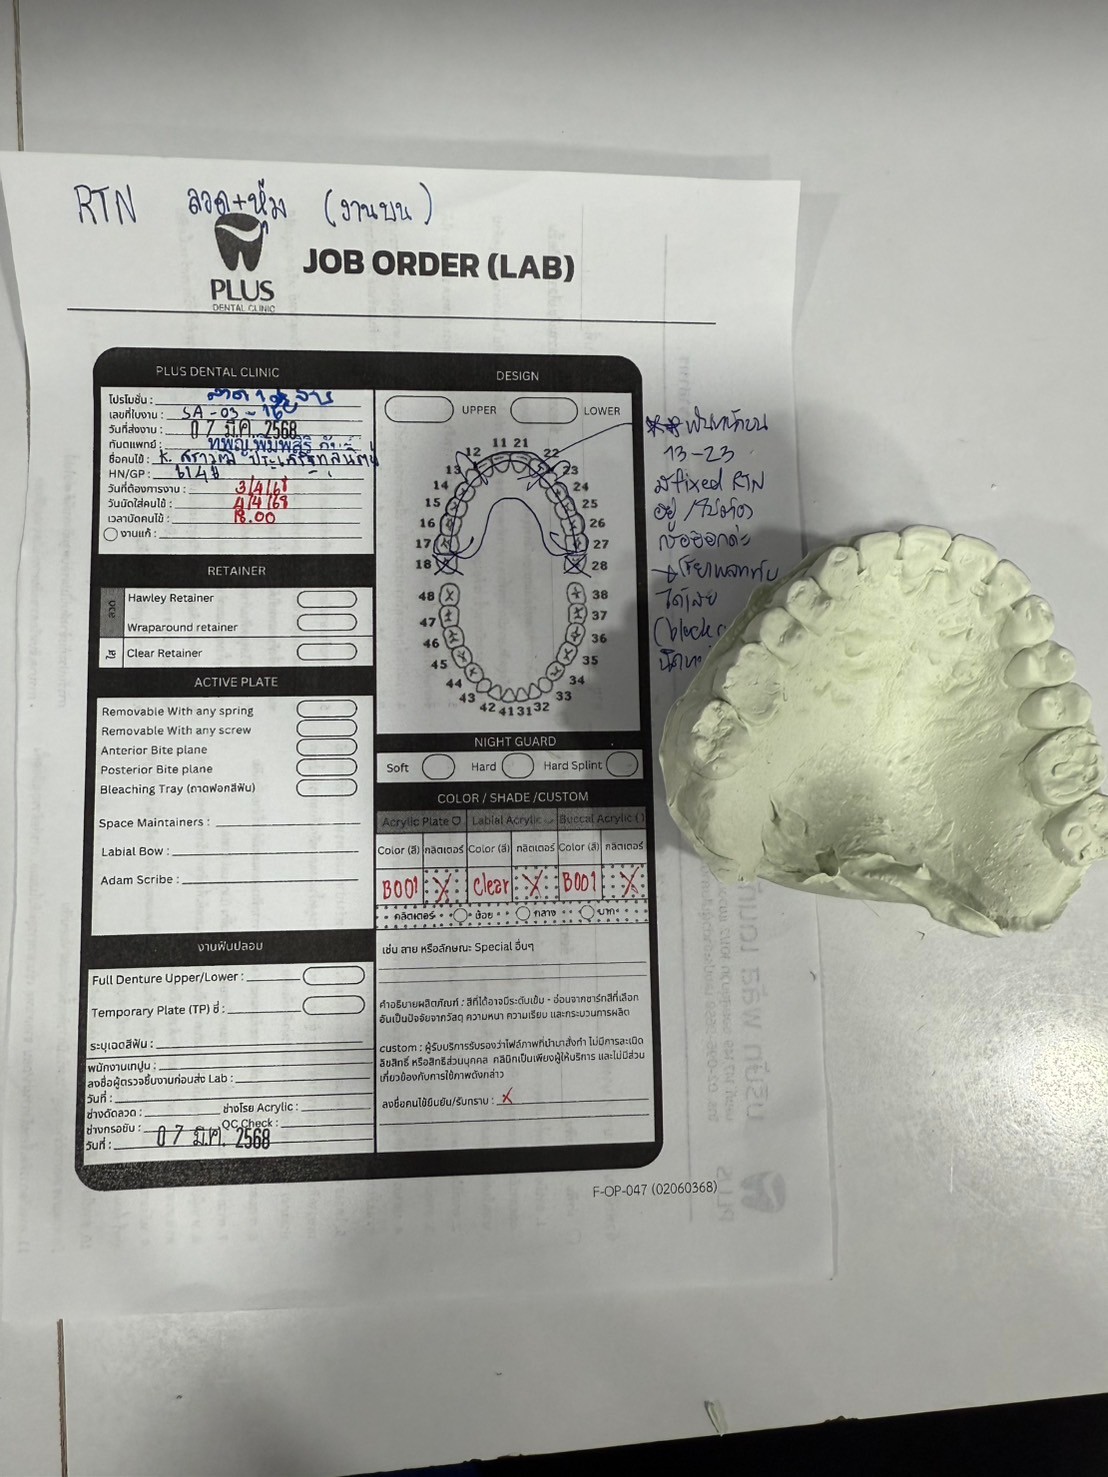 RTN ลวด+หุ้ม (งานบน)
PLUS
DENTAL CLINIC
JOB ORDER (LAB)
PLUS DENTAL CLINIC
โปรโมชั่น :
เลขที่ใบงาน : SA-03-
วันที่ส่งงาน : 07 มี.ค. 2568
ทันตแพทย์ :
ชื่อคนไข้ : K.
HN/GP :
วันที่ต้องการงาน : 3/4/68
วันนัดใส่คนไข้ : 4/4/68
เวลานัดคนไข้ : 18.00
งานแก้ :
RETAINER
ลวด
Hawley Retainer
Wraparound retainer
ใส
Clear Retainer
ACTIVE PLATE
Removable With any spring
Removable With any screw
Anterior Bite plane
Posterior Bite plane
Bleaching Tray (ถาดฟอกสีฟัน)
Space Maintainers :
Labial Bow :
Adam Scribe :
งานฟันปลอม
Full Denture Upper/Lower :
Temporary Plate (TP) ซี่ :
ระบุเฉดสีฟัน :
พนักงานเทปูน :
ลงชื่อผู้ตรวจชิ้นงานก่อนส่ง Lab :
วันที่ :
ช่างดัดลวด : ช่างโรย Acrylic :
ช่างกรอขัด : QC Check :
วันที่ : 07 มี.ค. 2568
DESIGN
UPPER LOWER
11 21
12 22
13 23
14 24
15 25
16 26
17 27
18 28
48 38
47 37
46 36
45 35
44 34
43 33
42 41 31 32
** ฟันหน้าบน
13-23
มี fixed RTN
อยู่
โรยเพลททับ
ได้เลย
(block
NIGHT GUARD
Soft Hard Hard Splint
COLOR / SHADE /CUSTOM
Acrylic Plate Labial Acrylic Buccal Acrylic
Color (สี) กลิตเตอร์ Color (สี) กลิตเตอร์ Color (สี) กลิตเตอร์
B001 X Clear X B001 X
กลิตเตอร์ น้อย กลาง มาก
เช่น ลาย หรือลักษณะ Special อื่นๆ
คำอธิบายผลิตภัณฑ์ : สีที่ได้อาจมีระดับเข้ม - อ่อนจากชาร์ทสีที่เลือก
อันเป็นปัจจัยจากวัสดุ ความหนา ความเรียบ และกระบวนการผลิต
custom : ผู้รับบริการรับรองว่าไฟล์ภาพที่นำมาสั่งทำ ไม่มีการละเมิด
ลิขสิทธิ์ หรือสิทธิส่วนบุคคล คลินิกเป็นเพียงผู้ให้บริการ และไม่มีส่วน
เกี่ยวข้องกับการใช้ภาพดังกล่าว
ลงชื่อคนไข้ยืนยัน/รับทราบ : X
F-OP-047 (02060368)